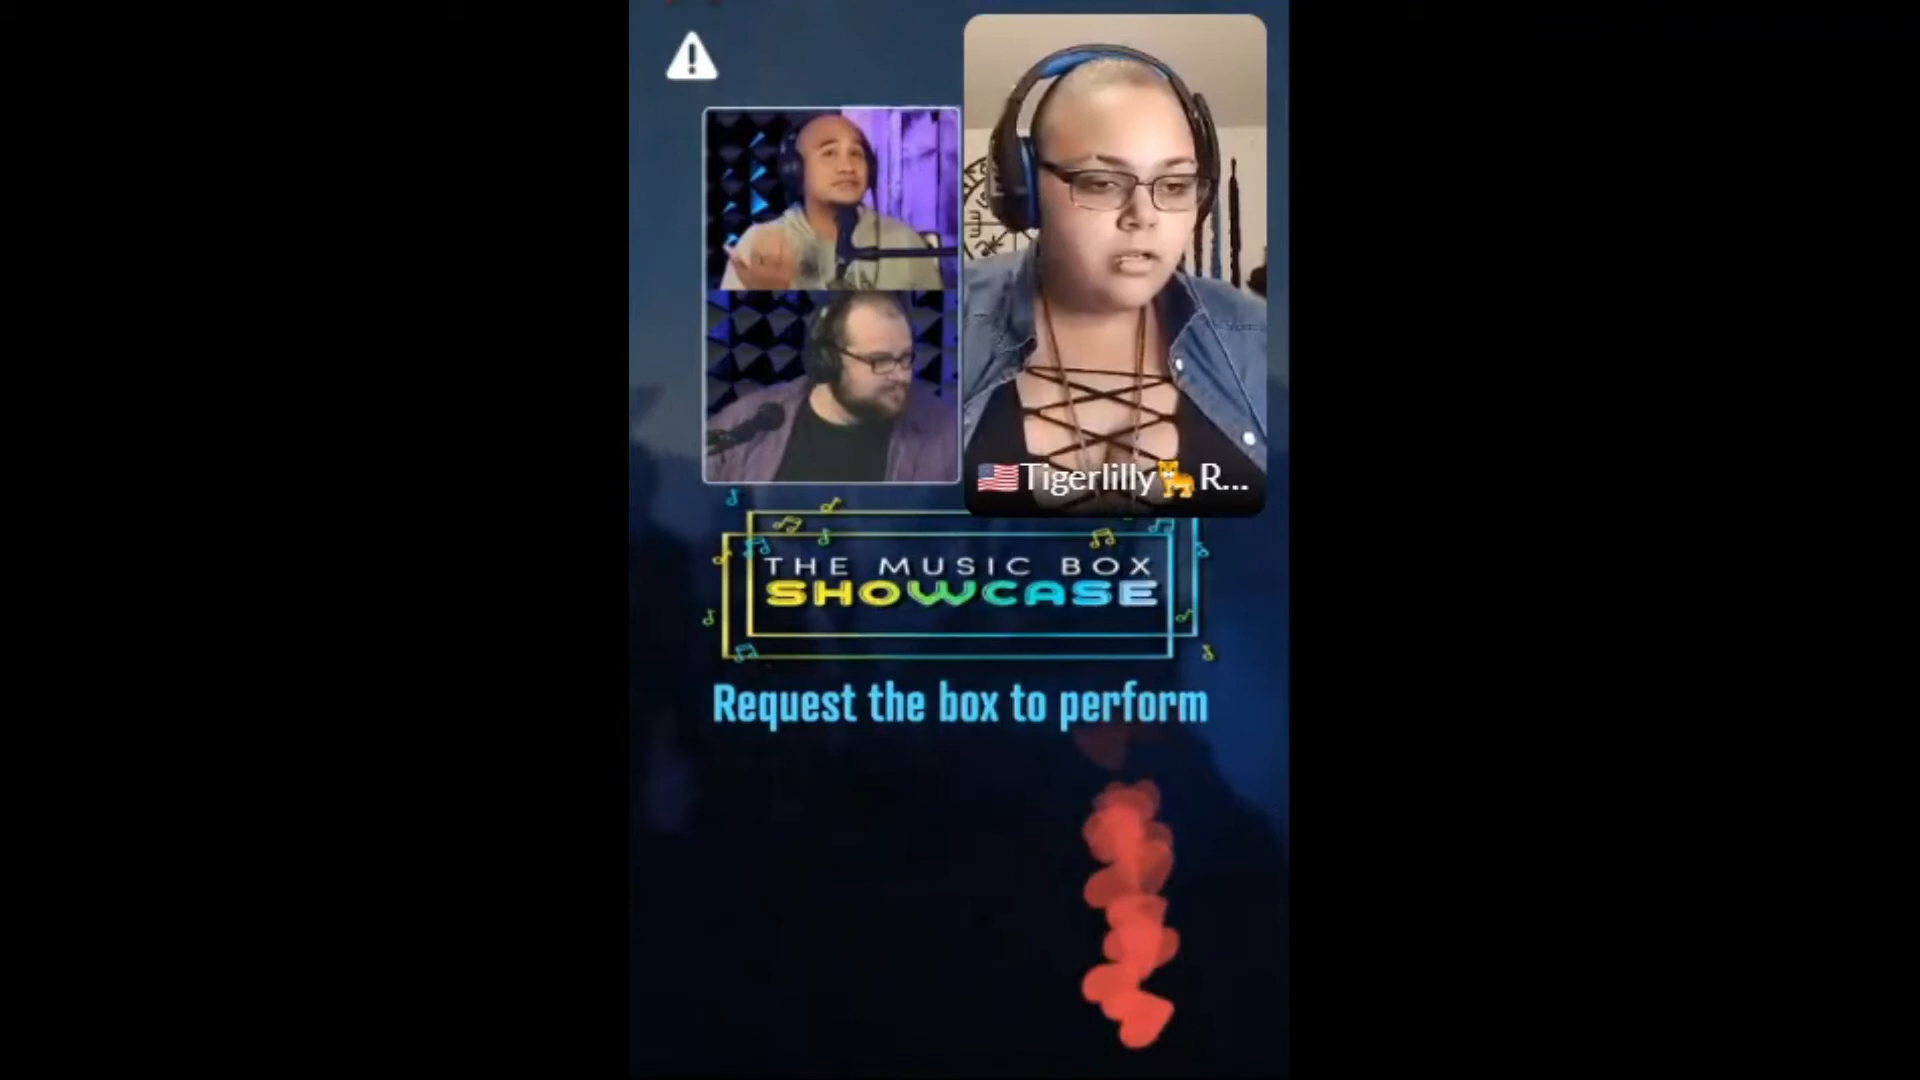 🇺🇸Tigerlilly🐅R...
THE MUSIC BOX
SHOWCASE
Request the box to perform